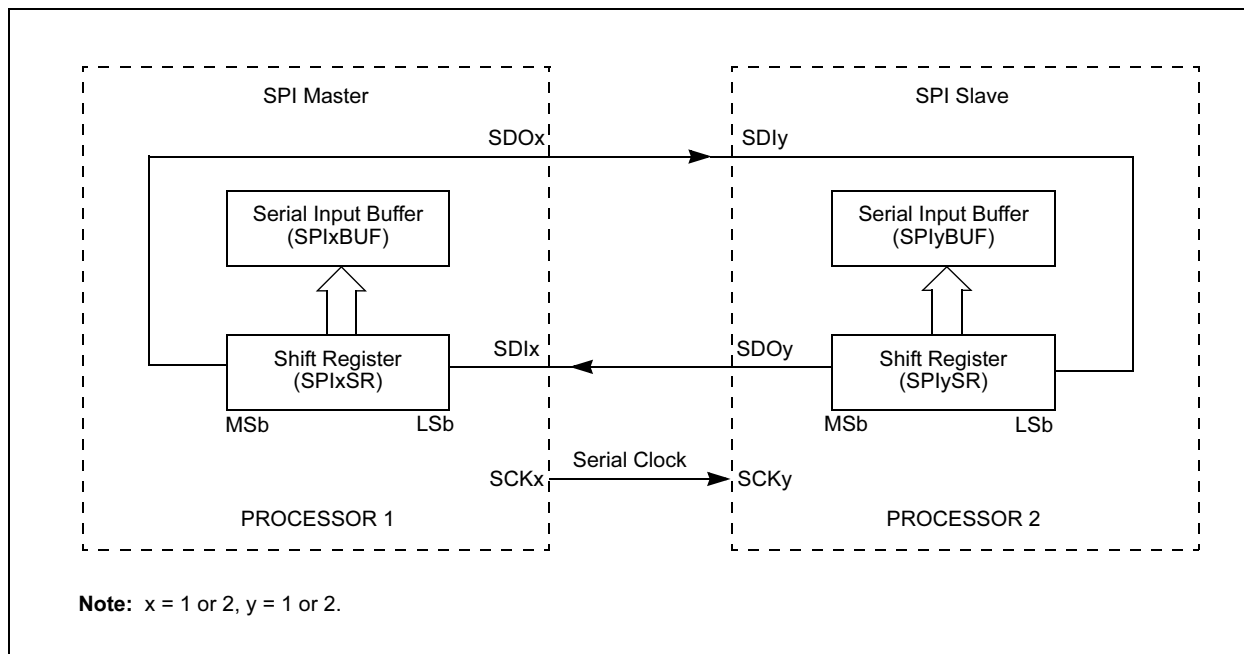 SPI Master
SPI Slave
SDOx
SDIy
Serial Input Buffer
(SPIxBUF)
Serial Input Buffer
(SPIyBUF)
Shift Register
(SPIxSR)
MSb
LSb
SDIx
SDOy
Shift Register
(SPIySR)
MSb
LSb
SCKx
Serial Clock
SCKy
PROCESSOR 1
PROCESSOR 2
Note: x = 1 or 2, y = 1 or 2.